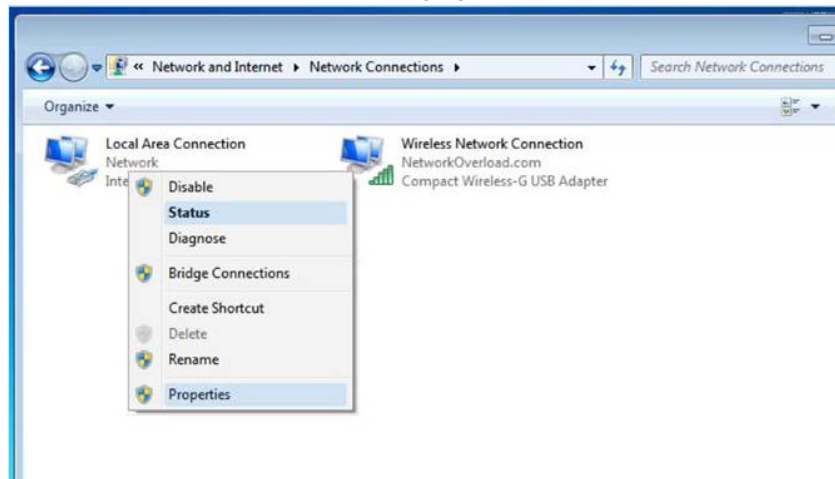 « Network and Internet ▸ Network Connections ▸
Search Network Connections
Organize
Local Area Connection
Network
Inte
Wireless Network Connection
NetworkOverload.com
Compact Wireless-G USB Adapter
Disable
Status
Diagnose
Bridge Connections
Create Shortcut
Delete
Rename
Properties